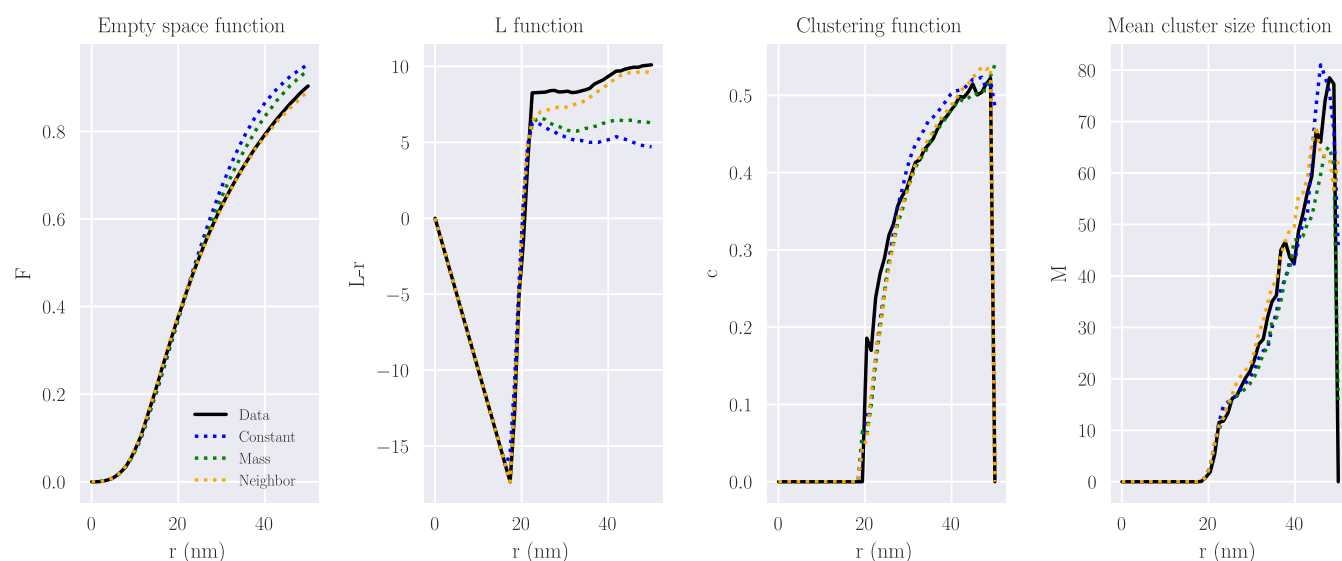 Empty space function
F
0.8
0.6
0.4
0.2
0.0
Data
Constant
Mass
Neighbor
0 20 40
r (nm)
L function
L-r
10
5
0
−5
−10
−15
0 20 40
r (nm)
Clustering function
c
0.5
0.4
0.3
0.2
0.1
0.0
0 20 40
r (nm)
Mean cluster size function
M
80
70
60
50
40
30
20
10
0
0 20 40
r (nm)